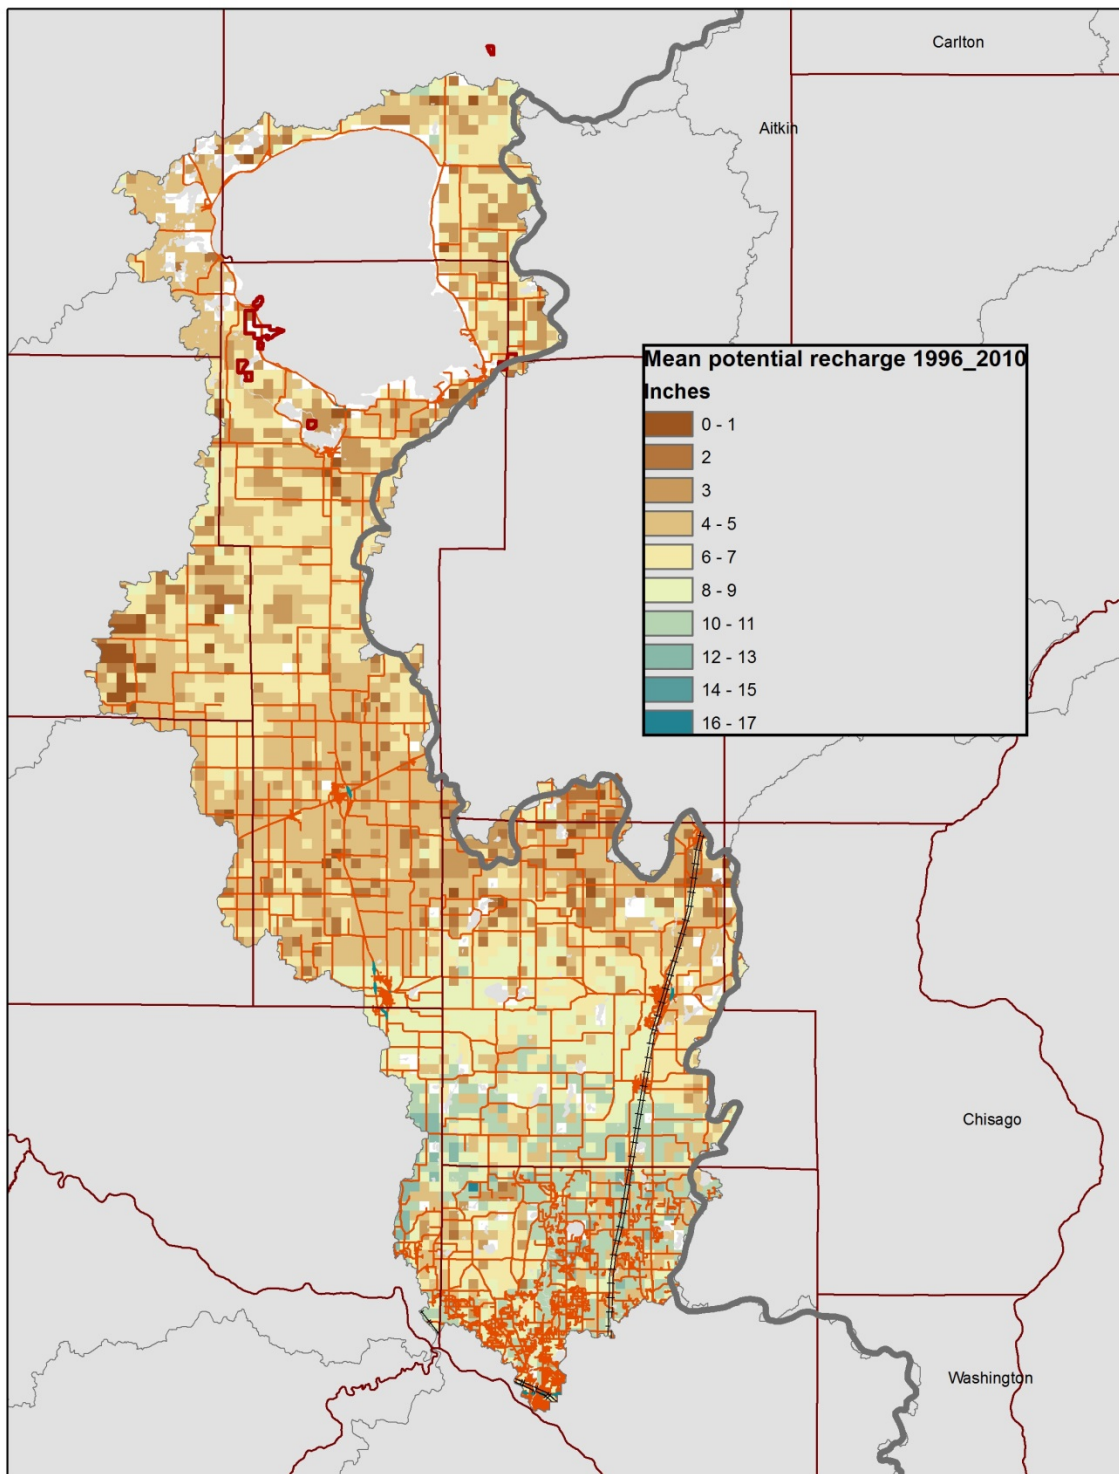 Carlton
Aitkin
Mean potential recharge 1996_2010
Inches
0 - 1
2
3
4 - 5
6 - 7
8 - 9
10 - 11
12 - 13
14 - 15
16 - 17
Chisago
Washington